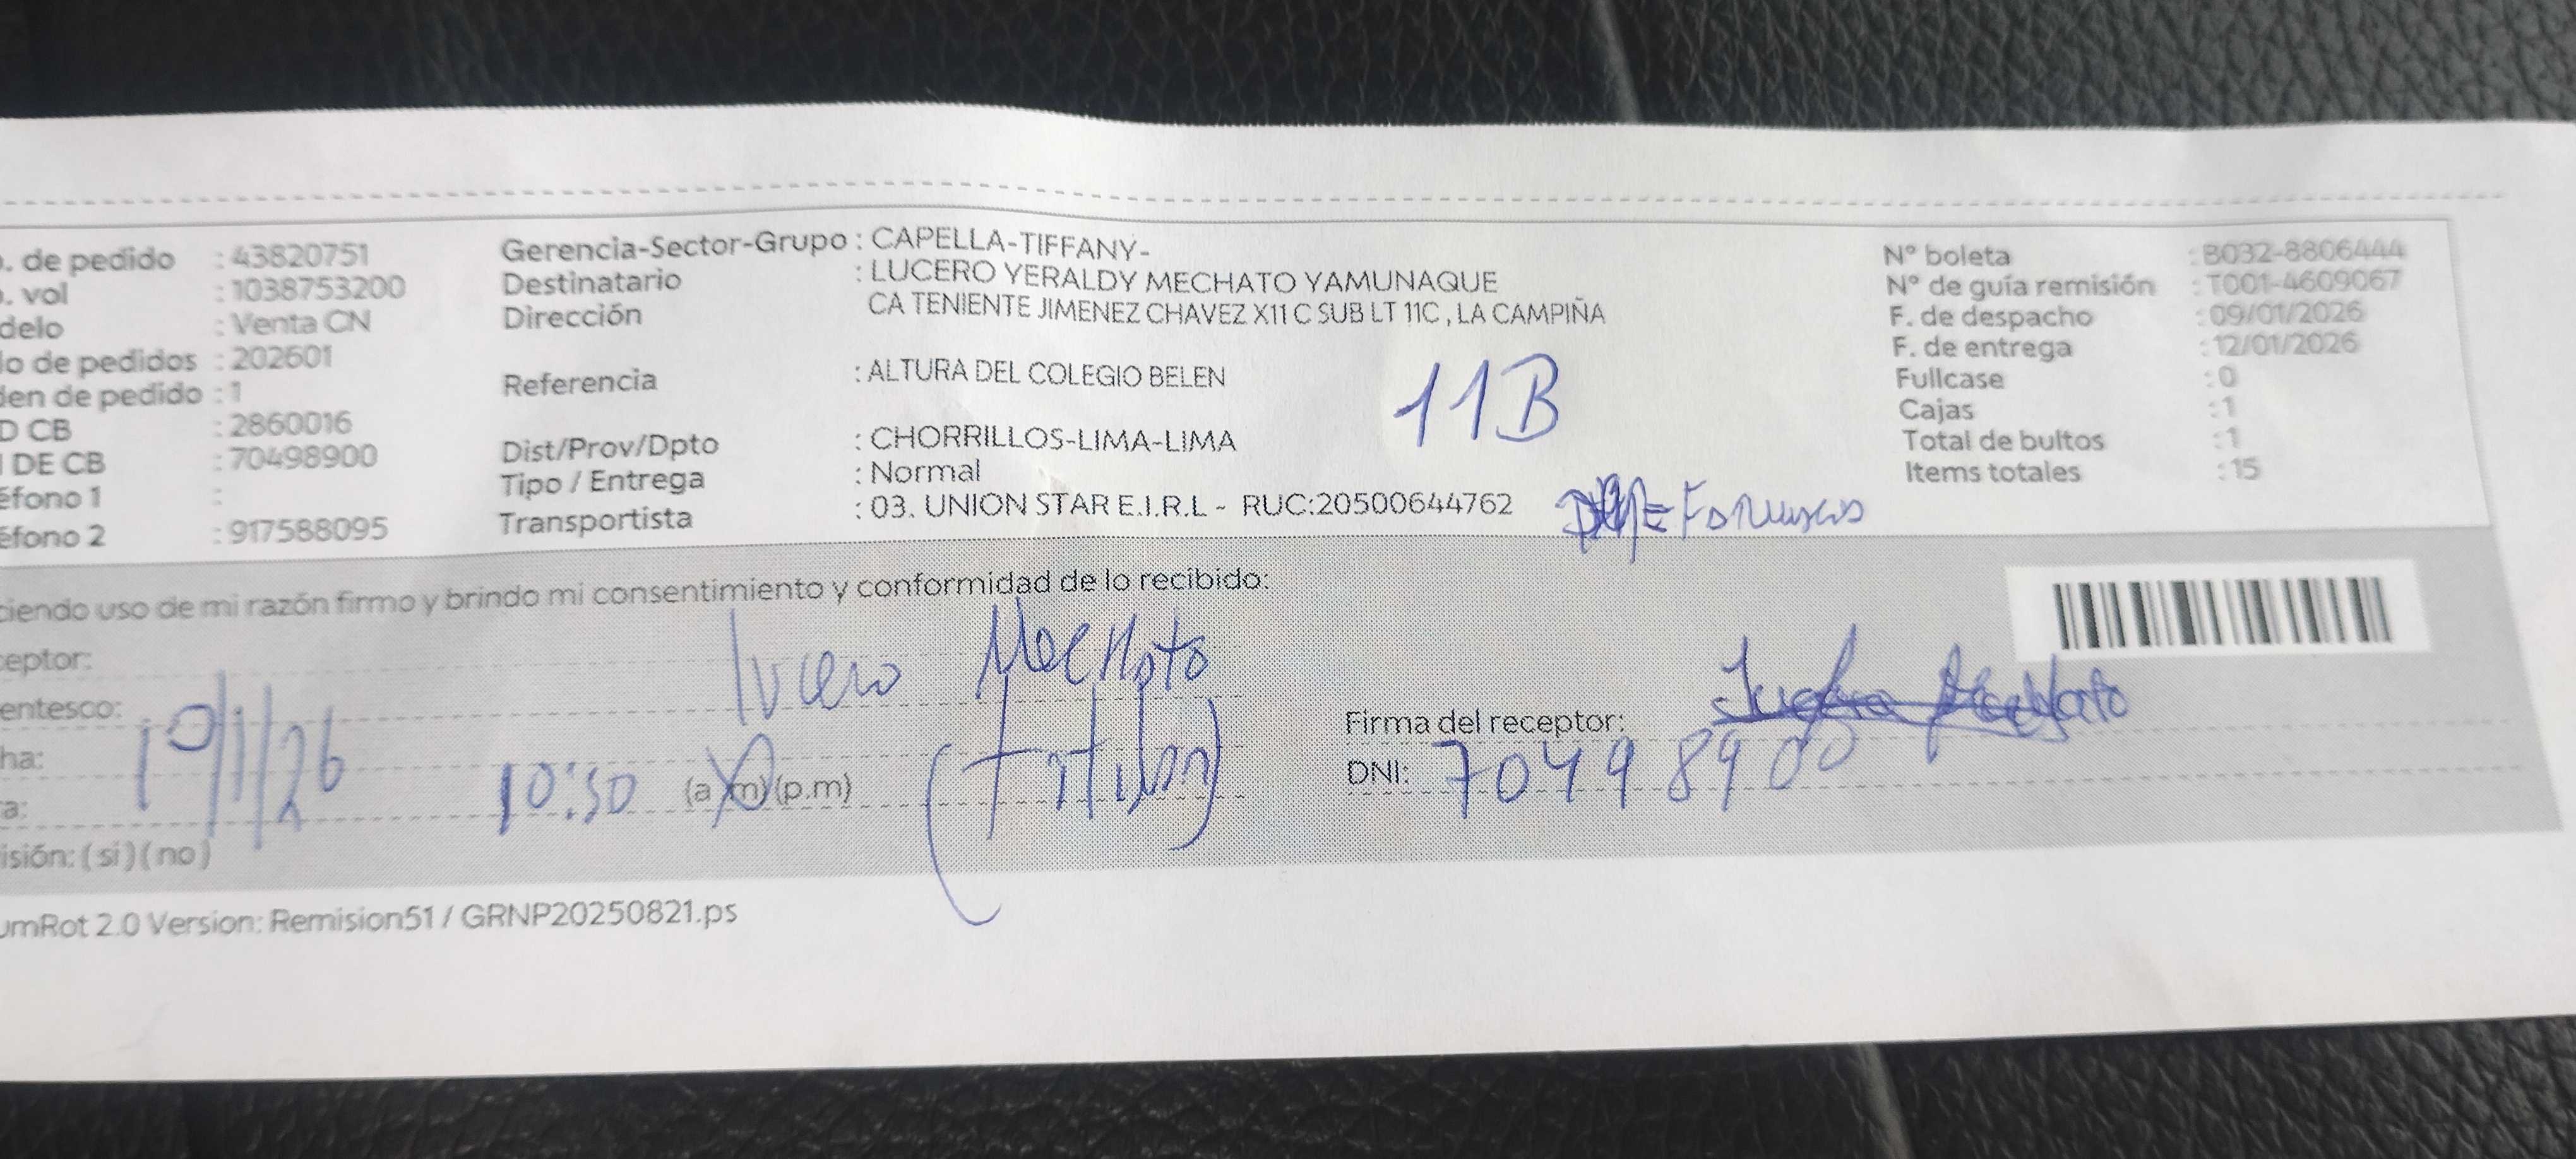 . de pedido : 43820751
. vol : 1038753200
delo : Venta CN
lo de pedidos : 202601
den de pedido : 1
D CB : 2860016
DE CB : 70498900
éfono 1 :
éfono 2 : 917588095
Gerencia-Sector-Grupo : CAPELLA-TIFFANY-
Destinatario : LUCERO YERALDY MECHATO YAMUNAQUE
Dirección CA TENIENTE JIMENEZ CHAVEZ X11 C SUB LT 11C , LA CAMPIÑA
Referencia : ALTURA DEL COLEGIO BELEN
Dist/Prov/Dpto : CHORRILLOS-LIMA-LIMA
Tipo / Entrega : Normal
Transportista : 03. UNION STAR E.I.R.L - RUC:20500644762
11B
N° boleta : B032-8806444
N° de guía remisión : T001-4609067
F. de despacho : 09/01/2026
F. de entrega : 12/01/2026
Fullcase : 0
Cajas : 1
Total de bultos : 1
Items totales : 15
ciendo uso de mi razón firmo y brindo mi consentimiento y conformidad de lo recibido:
ceptor: lucero Mechato
entesco:
ha: /1/26
a: 10:30 (a.m) (p.m)
isión: (si) (no)
Firma del receptor:
DNI: 70498900
umRot 2.0 Version: Remision51 / GRNP20250821.ps